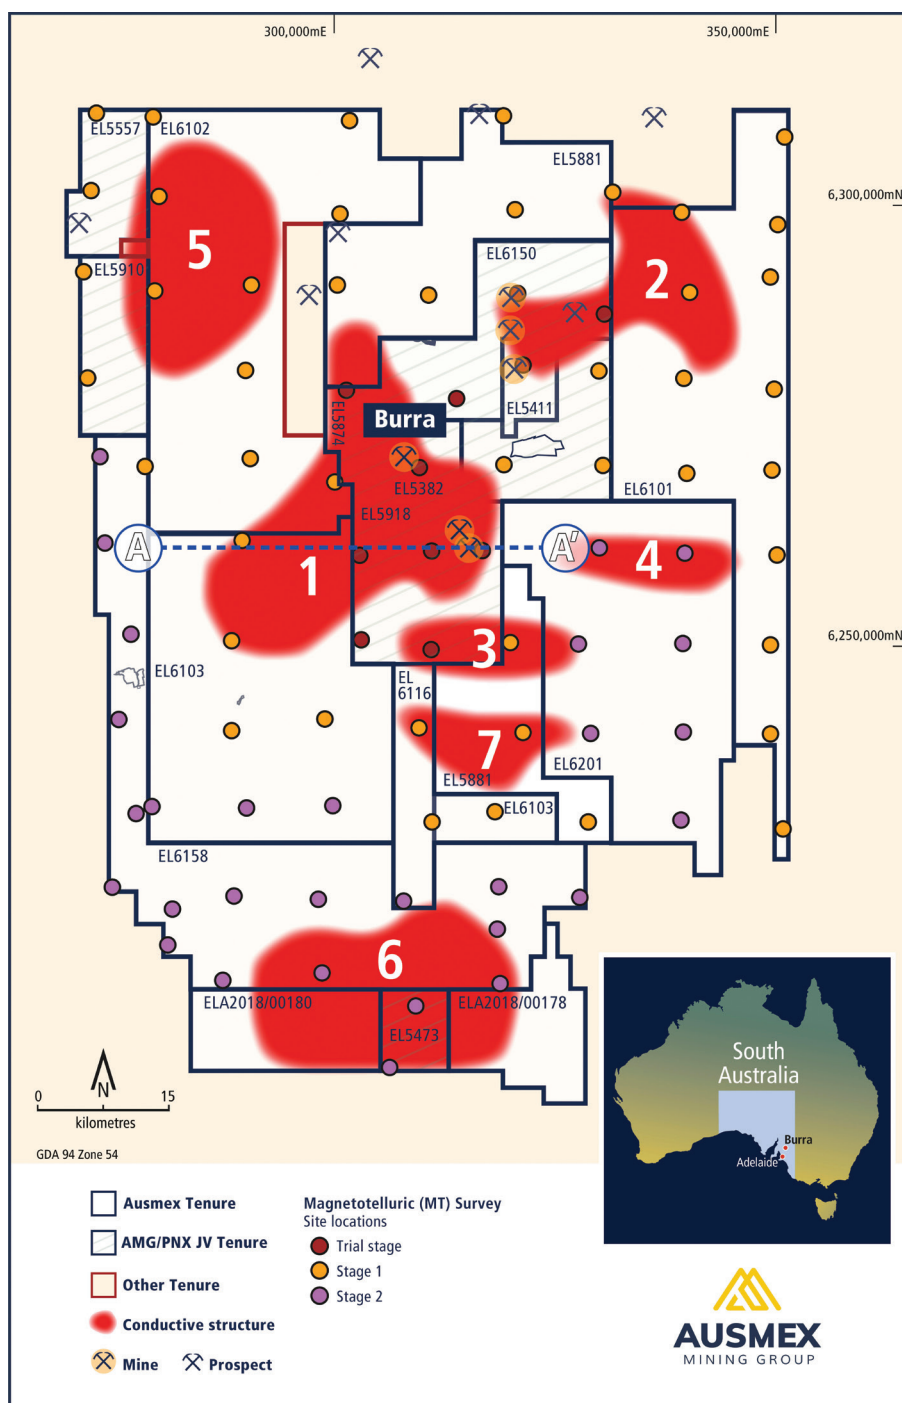 300,000mE
350,000mE
EL5557
EL6102
EL5881
6,300,000mN
5
EL6150
EL5910
2
EL5874
Burra
EL5411
EL5382
EL6101
EL5918
A
A'
1
4
3
6,250,000mN
EL6103
EL
6116
7
EL6201
EL5881
EL6103
EL6158
6
ELA2018/00180
ELA2018/00178
EL5473
N
0
15
kilometres
GDA 94 Zone 54
South
Australia
Burra
Adelaide
Ausmex Tenure
AMG/PNX JV Tenure
Other Tenure
Conductive structure
Mine
Prospect
Magnetotelluric (MT) Survey
Site locations
Trial stage
Stage 1
Stage 2
AUSMEX
MINING GROUP